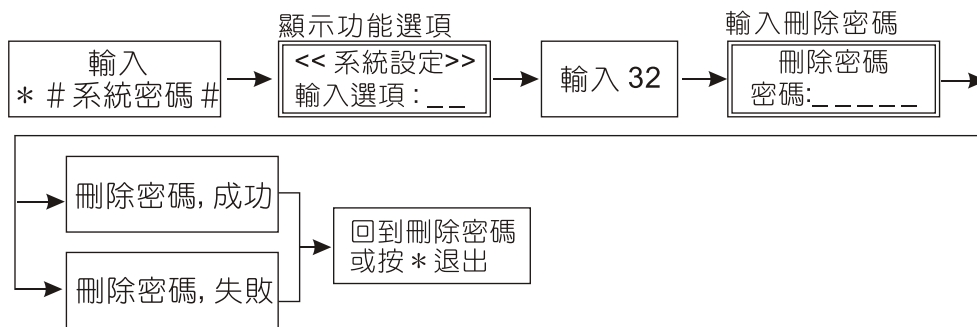 輸入
＊＃系統密碼＃
顯示功能選項
<< 系統設定>>
輸入選項 : _ _
輸入 32
輸入刪除密碼
刪除密碼
密碼:_ _ _ _ _
刪除密碼, 成功
刪除密碼, 失敗
回到刪除密碼
或按＊退出